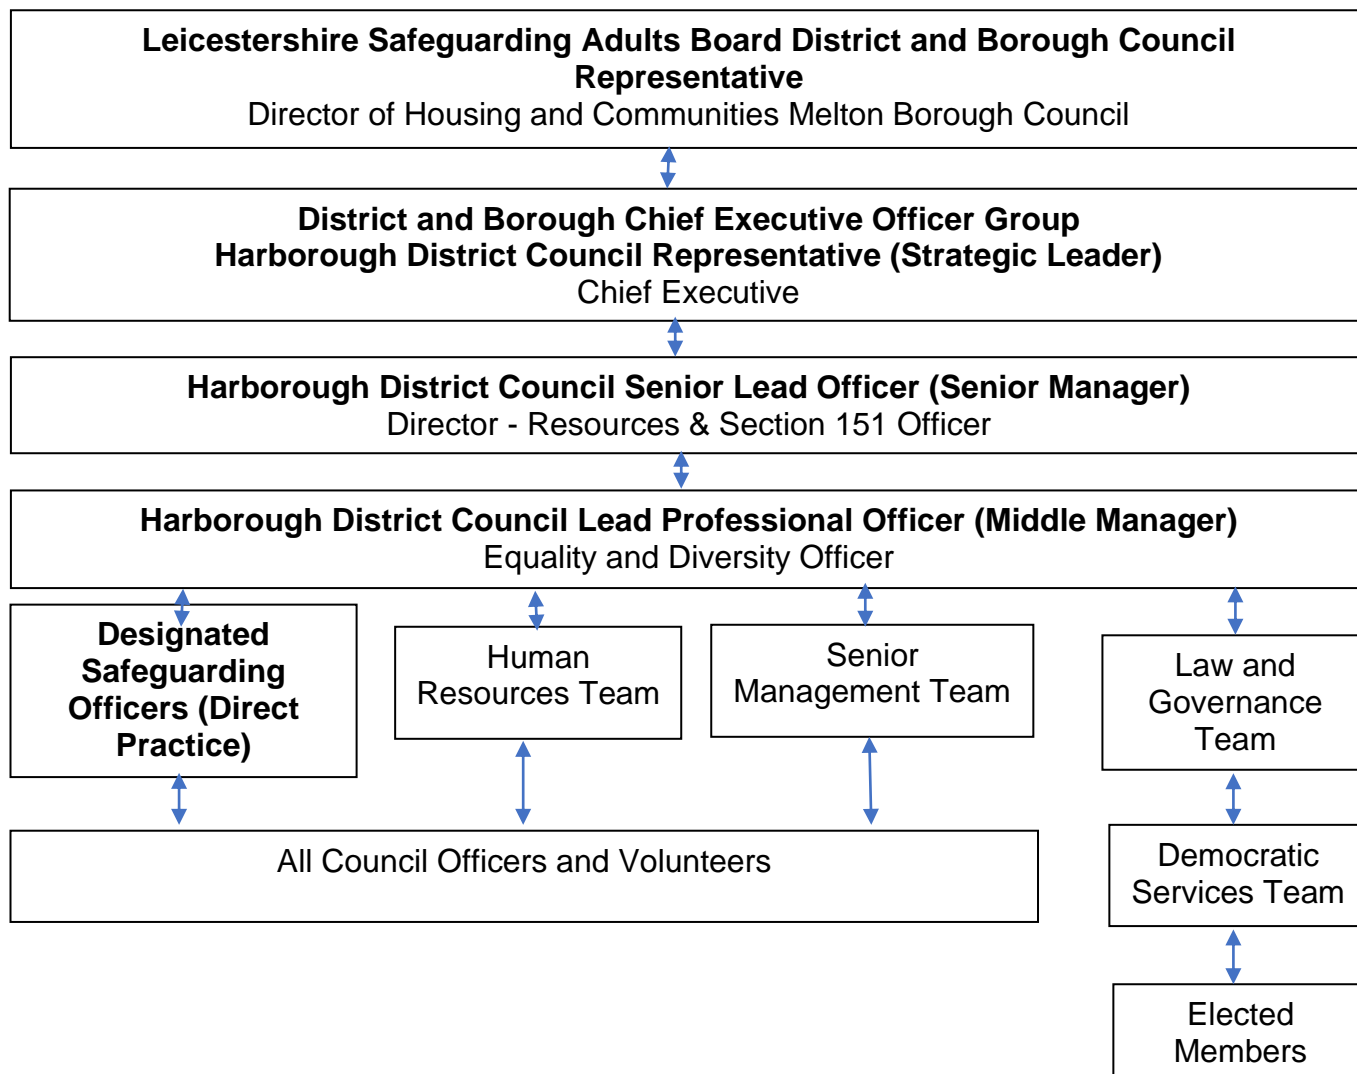 Leicestershire Safeguarding Adults Board District and Borough Council
Representative
Director of Housing and Communities Melton Borough Council
District and Borough Chief Executive Officer Group
Harborough District Council Representative (Strategic Leader)
Chief Executive
Harborough District Council Senior Lead Officer (Senior Manager)
Director - Resources & Section 151 Officer
Harborough District Council Lead Professional Officer (Middle Manager)
Equality and Diversity Officer
Designated
Safeguarding
Officers (Direct
Practice)
Human
Resources Team
Senior
Management Team
Law and
Governance
Team
All Council Officers and Volunteers
Democratic
Services Team
Elected
Members